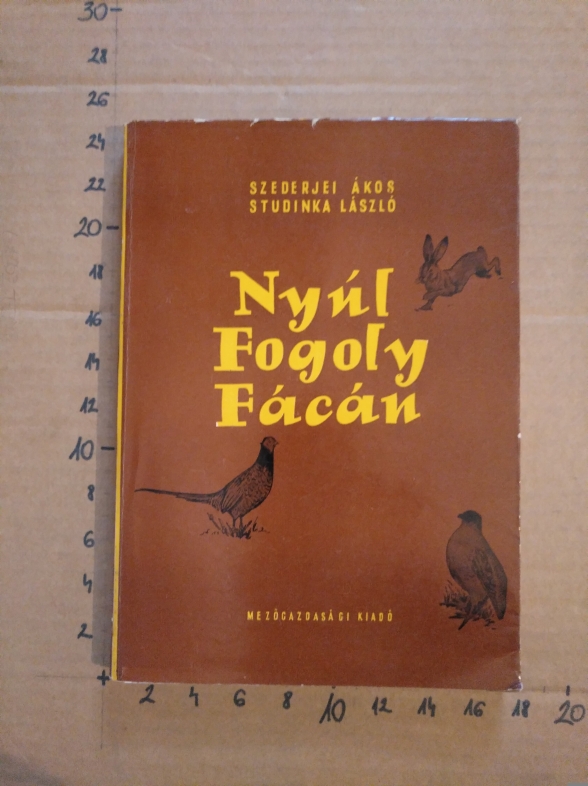 30
28
26
24
22
20
18
16
14
12
10
8
6
4
2
SZEDERJEI ÁKOS
STUDINKA LÁSZLÓ
Nyúl
Fogoly
Fácán
MEZŐGAZDASÁGI KIADÓ
2 4 6 8 10 12 14 16 18 20